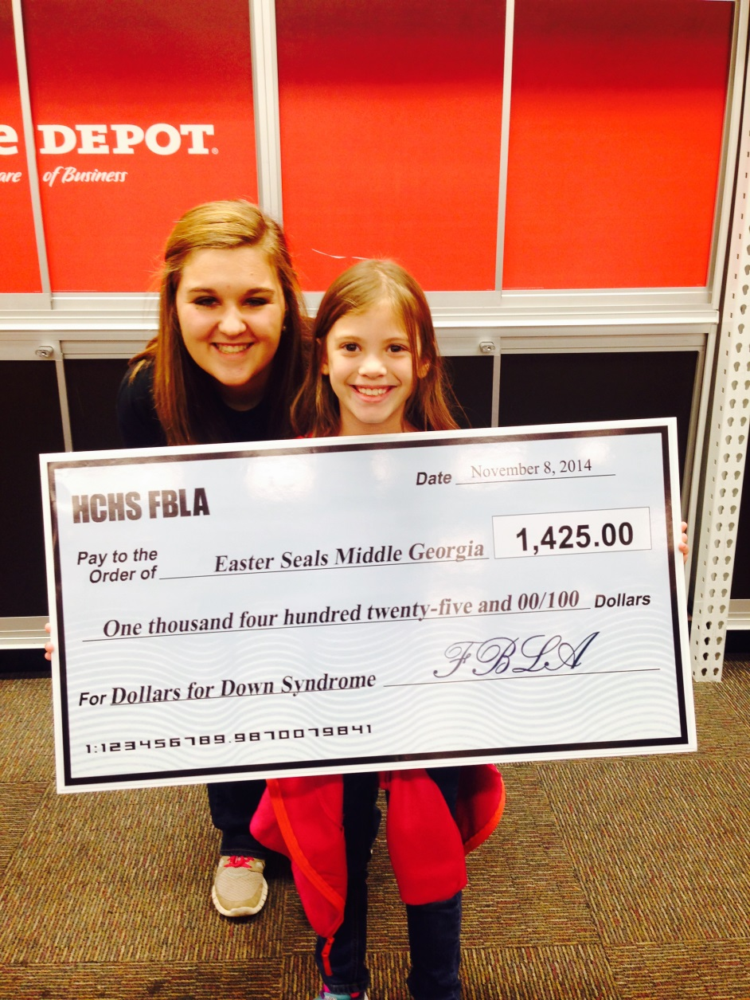 e DEPOT®
are of Business
HCHS FBLA
Date November 8, 2014
Pay to the
Order of Easter Seals Middle Georgia 1,425.00
One thousand four hundred twenty-five and 00/100 Dollars
For Dollars for Down Syndrome FBLA
1:123456789.9870079841